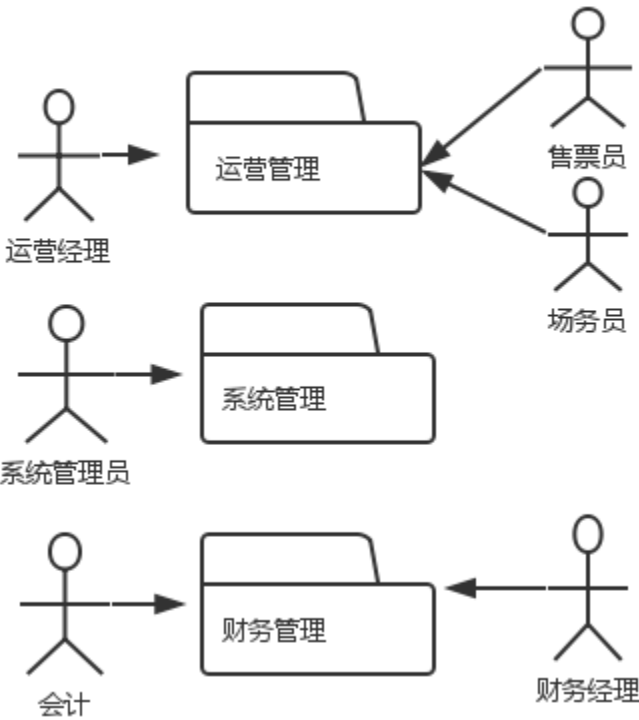 售票员
运营管理
运营经理
场务员
系统管理
系统管理员
财务管理
财务经理
会计